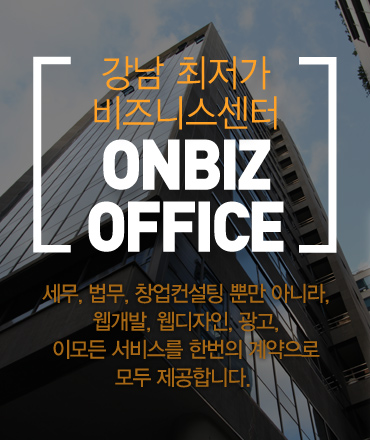 강남 최저가
비즈니스센터
ONBIZ
OFFICE
세무, 법무, 창업컨설팅 뿐만 아니라,
웹개발, 웹디자인, 광고,
이모든 서비스를 한번의 계약으로
모두 제공합니다.